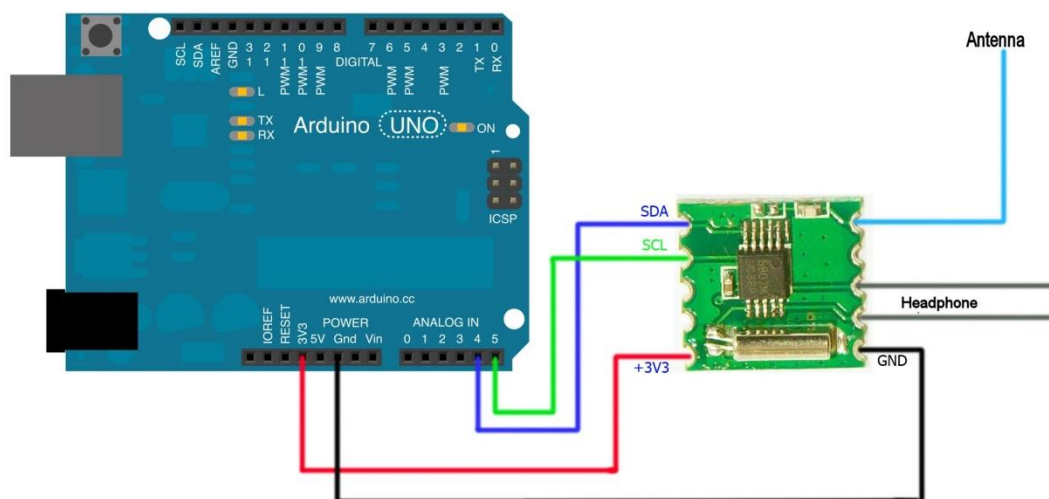 SCL
SDA
AREF
GND
13
12
PWM 11
PWM 10
PWM 9
8
DIGITAL
7
PWM 6
PWM 5
4
PWM 3
2
TX 1
RX 0
L
TX
RX
Arduino UNO
ON
1
ICSP
www.arduino.cc
POWER
ANALOG IN
IOREF
RESET
3V3
5V
Gnd
Vin
0 1 2 3 4 5
Antenna
SDA
SCL
Headphone
+3V3
GND